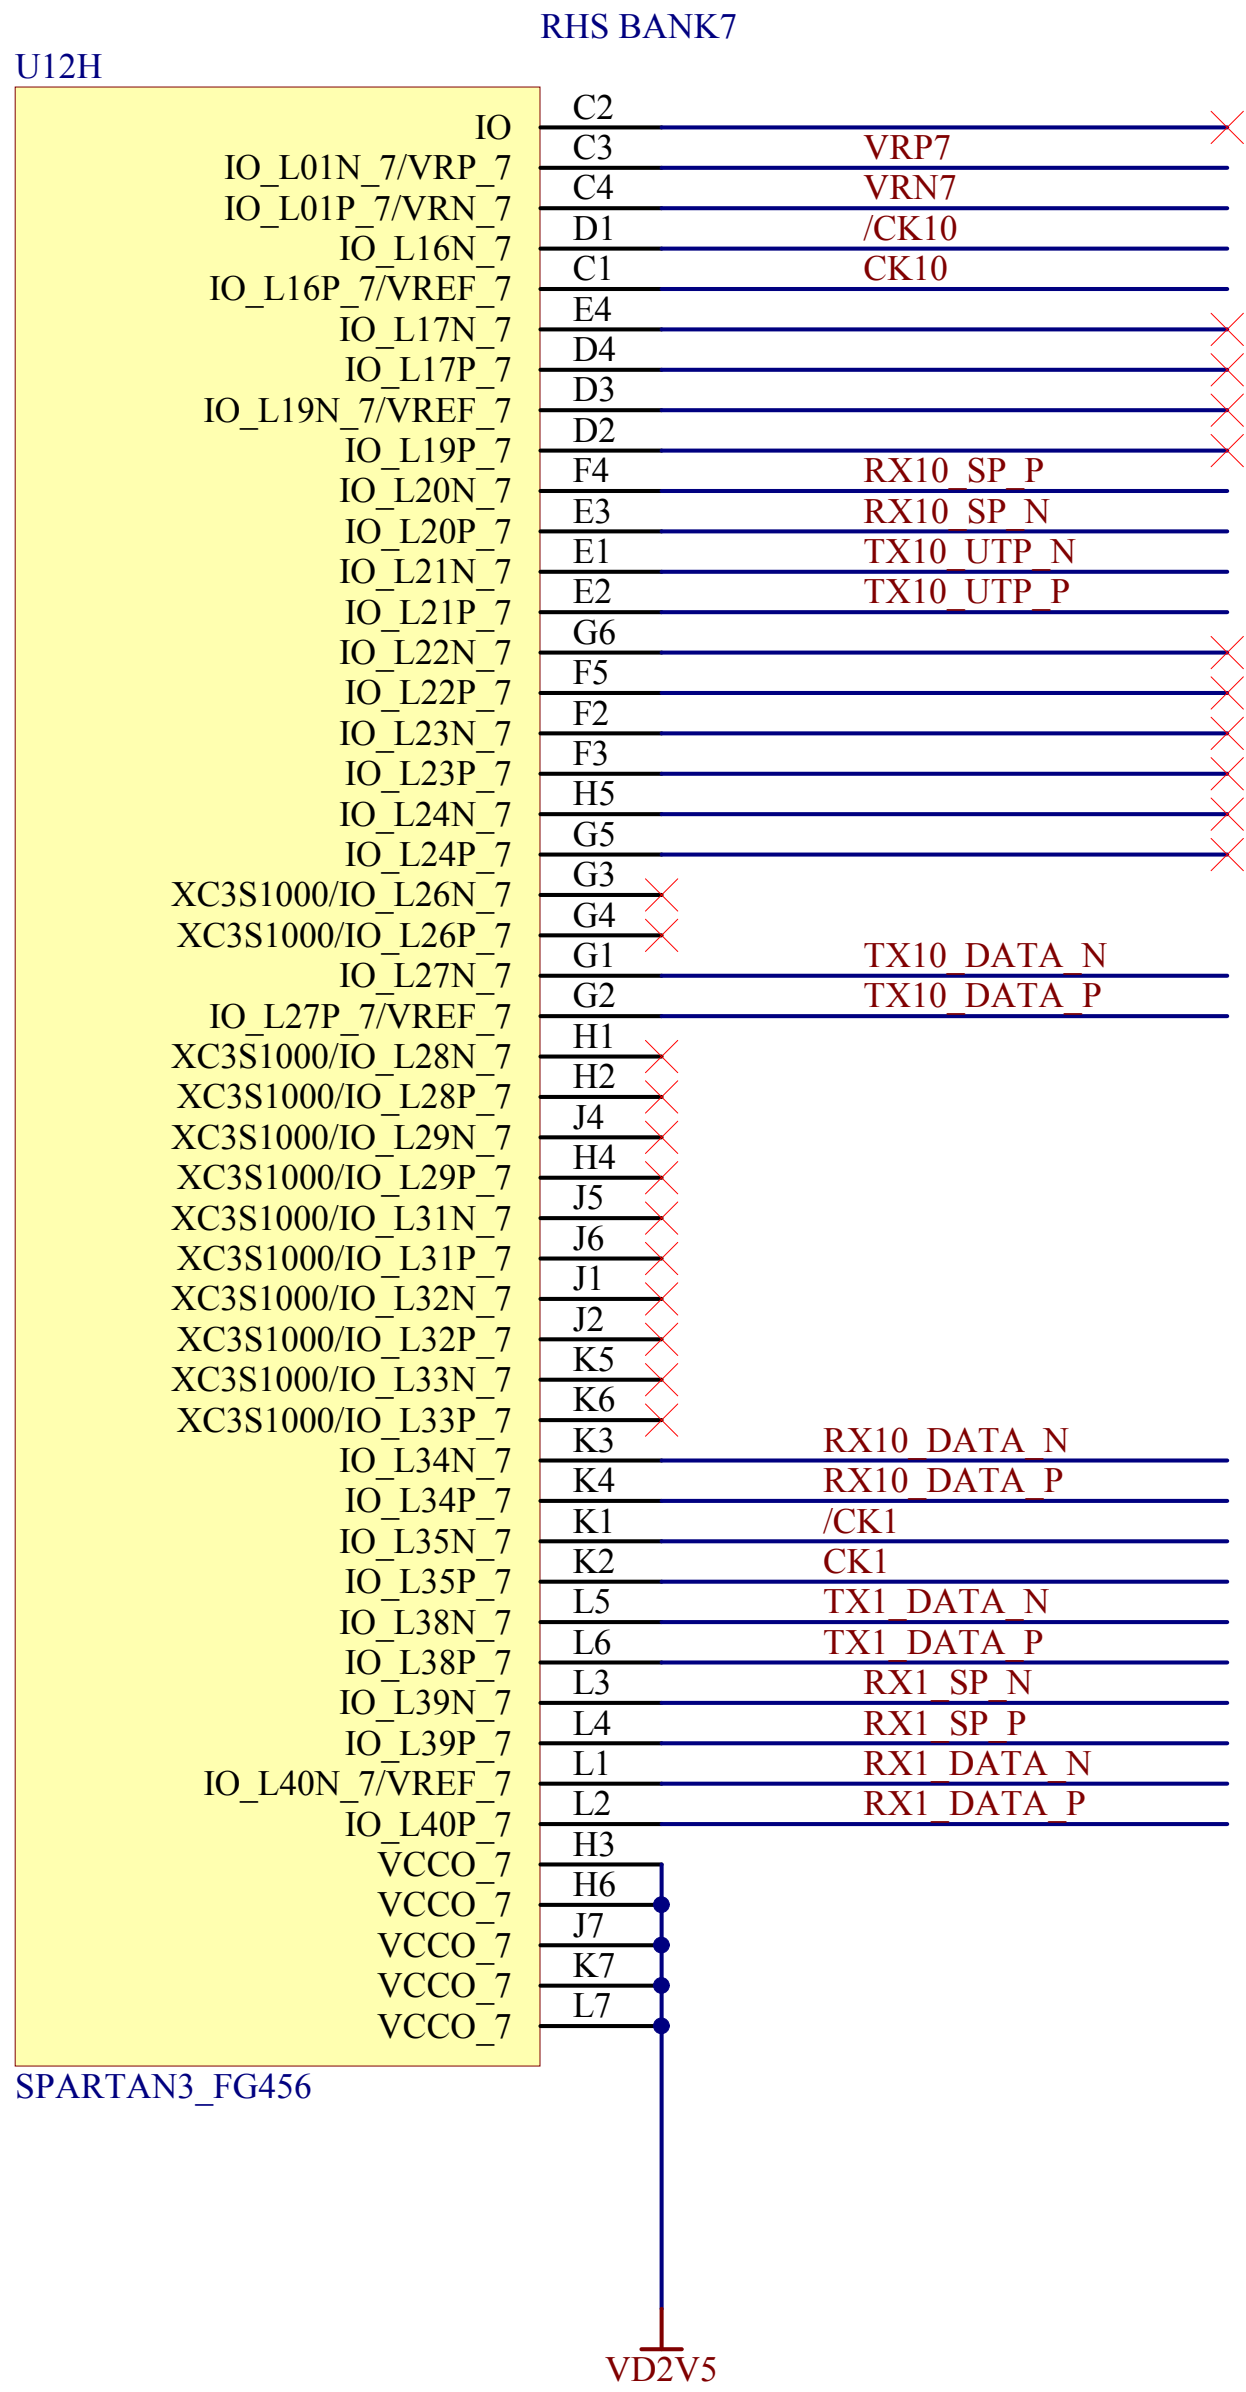 RHS BANK7
U12H
IO C2
IO_L01N_7/VRP_7 C3 VRP7
IO_L01P_7/VRN_7 C4 VRN7
IO_L16N_7 D1 /CK10
IO_L16P_7/VREF_7 C1 CK10
IO_L17N_7 E4
IO_L17P_7 D4
IO_L19N_7/VREF_7 D3
IO_L19P_7 D2
IO_L20N_7 F4 RX10_SP_P
IO_L20P_7 E3 RX10_SP_N
IO_L21N_7 E1 TX10_UTP_N
IO_L21P_7 E2 TX10_UTP_P
IO_L22N_7 G6
IO_L22P_7 F5
IO_L23N_7 F2
IO_L23P_7 F3
IO_L24N_7 H5
IO_L24P_7 G5
XC3S1000/IO_L26N_7 G3
XC3S1000/IO_L26P_7 G4
IO_L27N_7 G1 TX10_DATA_N
IO_L27P_7/VREF_7 G2 TX10_DATA_P
XC3S1000/IO_L28N_7 H1
XC3S1000/IO_L28P_7 H2
XC3S1000/IO_L29N_7 J4
XC3S1000/IO_L29P_7 H4
XC3S1000/IO_L31N_7 J5
XC3S1000/IO_L31P_7 J6
XC3S1000/IO_L32N_7 J1
XC3S1000/IO_L32P_7 J2
XC3S1000/IO_L33N_7 K5
XC3S1000/IO_L33P_7 K6
IO_L34N_7 K3 RX10_DATA_N
IO_L34P_7 K4 RX10_DATA_P
IO_L35N_7 K1 /CK1
IO_L35P_7 K2 CK1
IO_L38N_7 L5 TX1_DATA_N
IO_L38P_7 L6 TX1_DATA_P
IO_L39N_7 L3 RX1_SP_N
IO_L39P_7 L4 RX1_SP_P
IO_L40N_7/VREF_7 L1 RX1_DATA_N
IO_L40P_7 L2 RX1_DATA_P
VCCO_7 H3
VCCO_7 H6
VCCO_7 J7
VCCO_7 K7
VCCO_7 L7
SPARTAN3_FG456
VD2V5